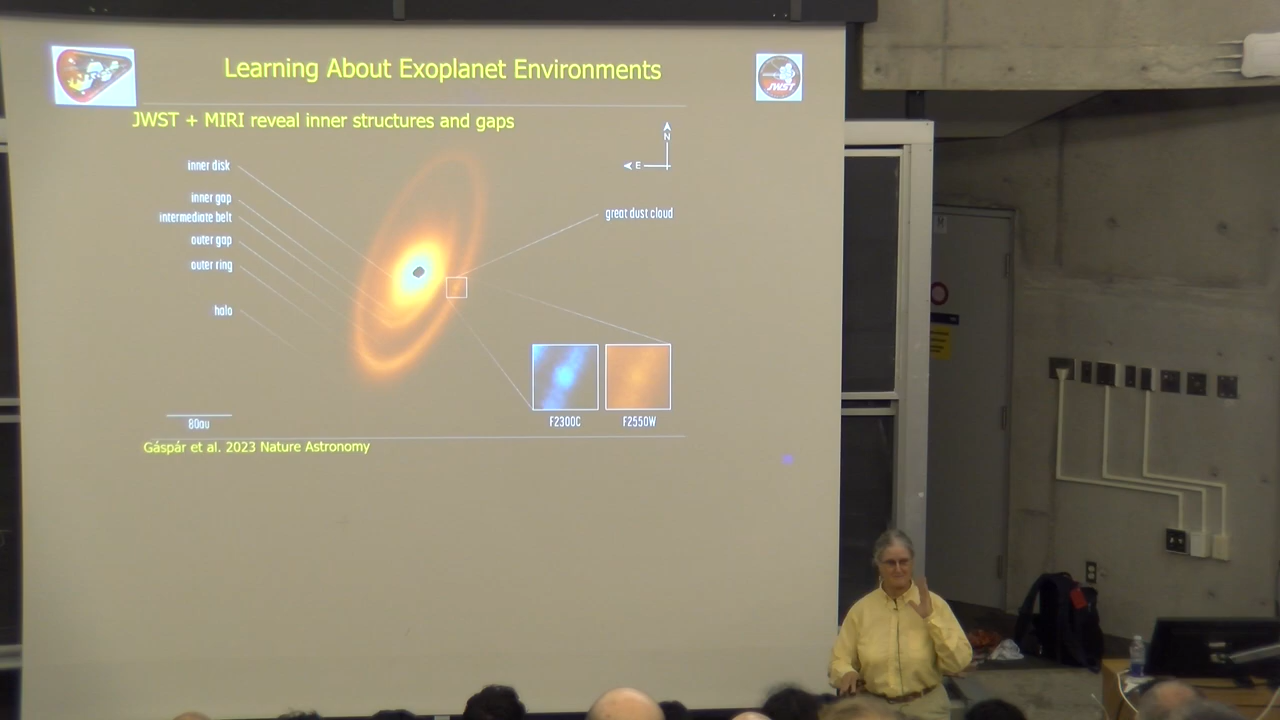 Learning About Exoplanet Environments
JWST
JWST + MIRI reveal inner structures and gaps
N
E
inner disk
inner gap
intermediate belt
outer gap
outer ring
halo
great dust cloud
F2300C
F2550W
80au
Gáspár et al. 2023 Nature Astronomy